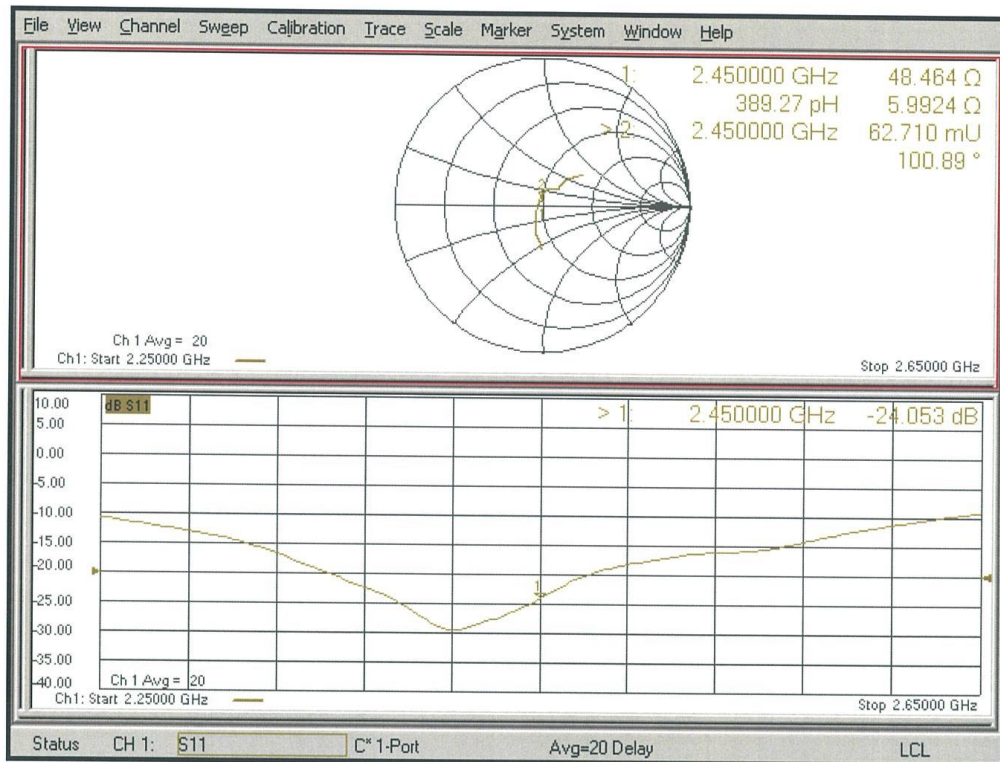 File View Channel Sweep Calibration Trace Scale Marker System Window Help
1: 2.450000 GHz 48.464 Ω
389.27 pH 5.9924 Ω
> 2: 2.450000 GHz 62.710 mU
100.89 °
2
Ch 1 Avg = 20
Ch1: Start 2.25000 GHz Stop 2.65000 GHz
10.00 dB S11 > 1: 2.450000 GHz -24.053 dB
5.00
0.00
-5.00
-10.00
-15.00
-20.00
-25.00 1
-30.00
-35.00
-40.00 Ch 1 Avg = 20
Ch1: Start 2.25000 GHz Stop 2.65000 GHz
Status CH 1: S11 C* 1-Port Avg=20 Delay LCL